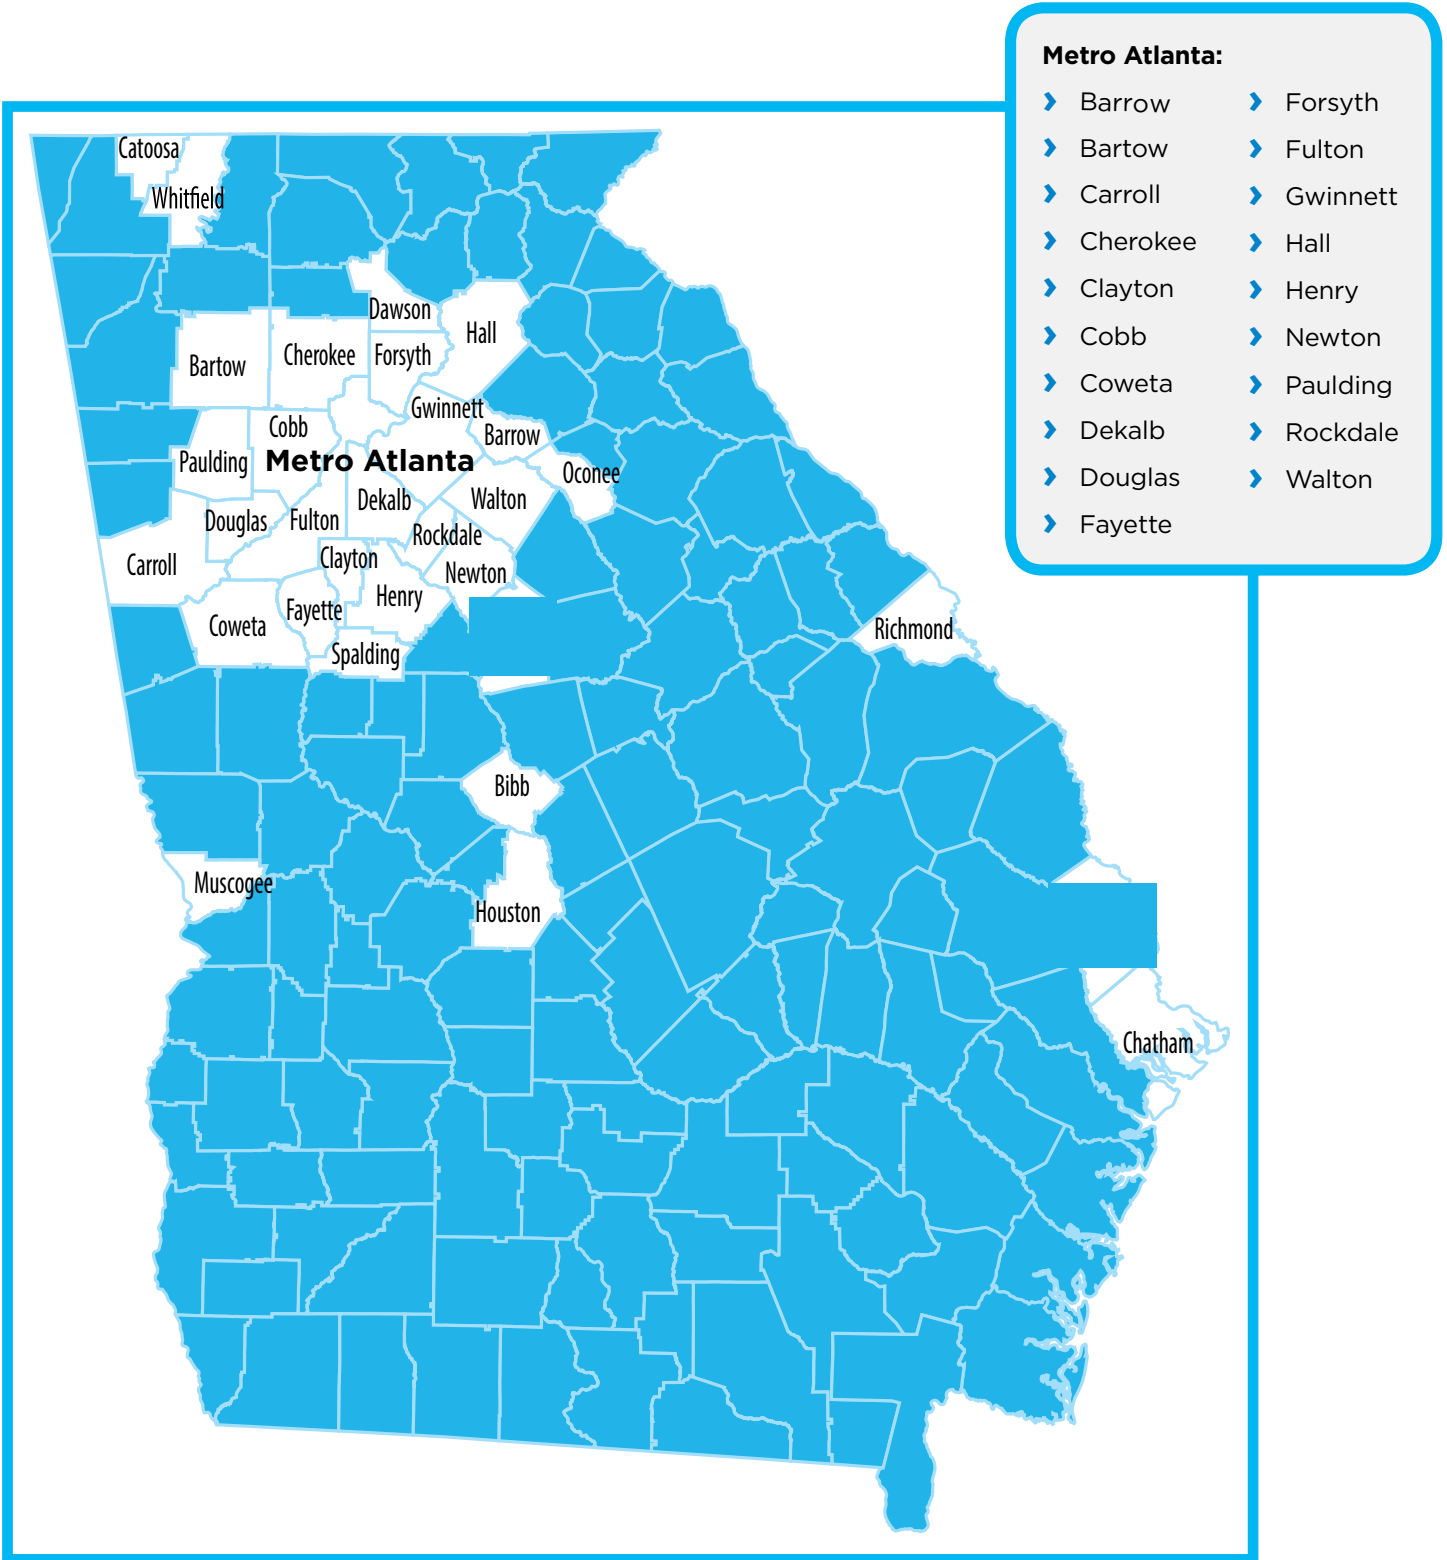 Metro Atlanta:
Barrow
Bartow
Carroll
Cherokee
Clayton
Cobb
Coweta
Dekalb
Douglas
Fayette
Forsyth
Fulton
Gwinnett
Hall
Henry
Newton
Paulding
Rockdale
Walton
Catoosa
Whitfield
Dawson
Hall
Bartow
Cherokee
Forsyth
Gwinnett
Cobb
Barrow
Paulding
Metro Atlanta
Oconee
Dekalb
Walton
Douglas
Fulton
Rockdale
Carroll
Clayton
Newton
Henry
Fayette
Coweta
Richmond
Spalding
Bibb
Muscogee
Houston
Chatham